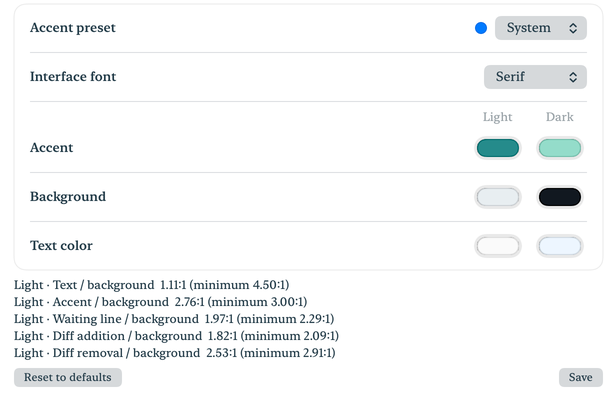 Accent preset
System
Interface font
Serif
Light Dark
Accent
Background
Text color
Light · Text / background 1.11:1 (minimum 4.50:1)
Light · Accent / background 2.76:1 (minimum 3.00:1)
Light · Waiting line / background 1.97:1 (minimum 2.29:1)
Light · Diff addition / background 1.82:1 (minimum 2.09:1)
Light · Diff removal / background 2.53:1 (minimum 2.91:1)
Reset to defaults
Save